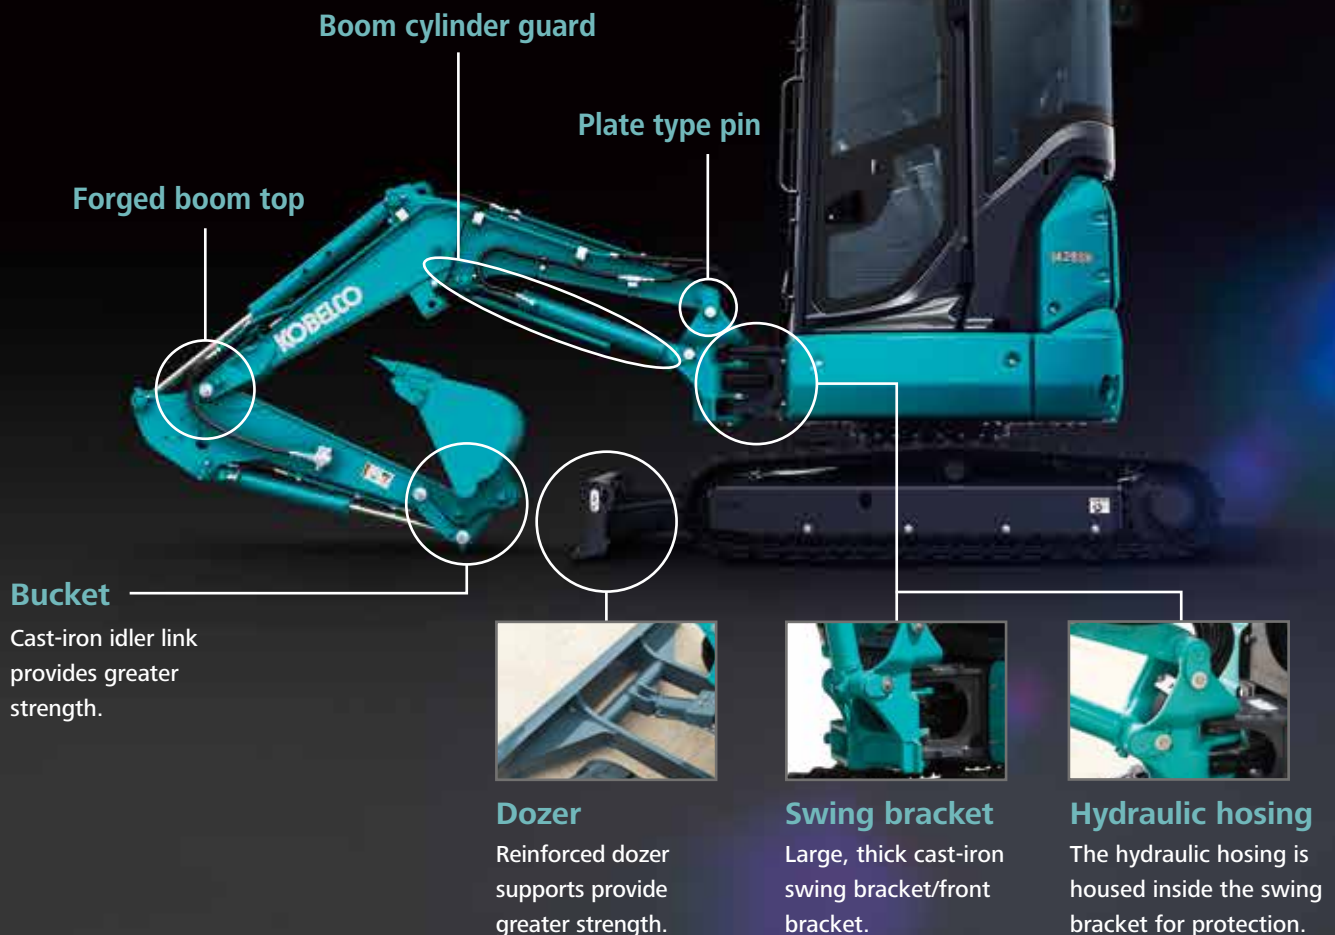 Boom cylinder guard
Plate type pin
Forged boom top
KOBELCO
Bucket
Cast-iron idler link
provides greater
strength.
Dozer
Reinforced dozer
supports provide
greater strength.
Swing bracket
Large, thick cast-iron
swing bracket/front
bracket.
Hydraulic hosing
The hydraulic hosing is
housed inside the swing
bracket for protection.